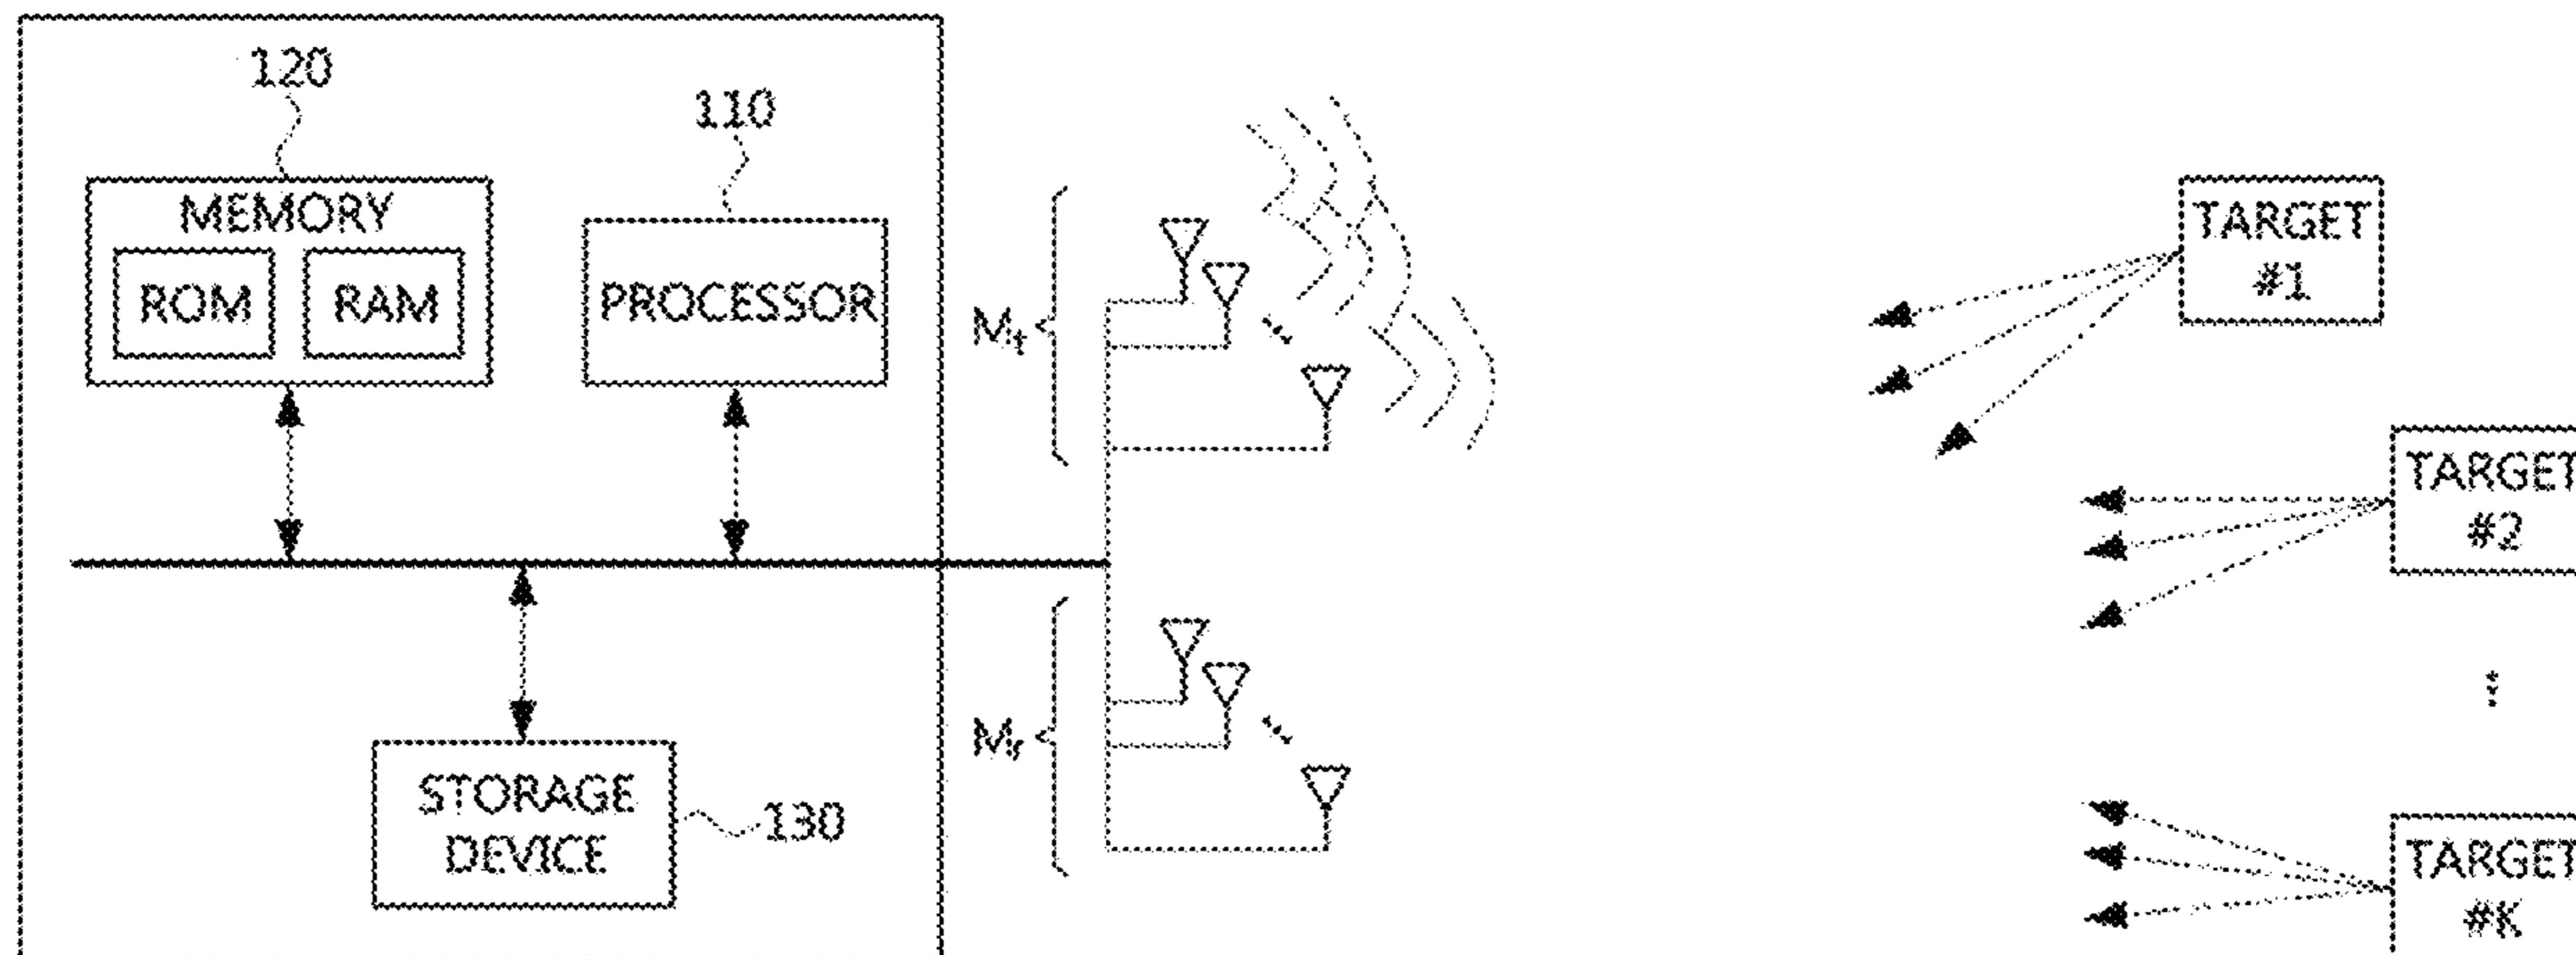 120
110
MEMORY
ROM
RAM
PROCESSOR
Mt
TARGET
#1
TARGET
#2
Mr
STORAGE
DEVICE
130
TARGET
#K